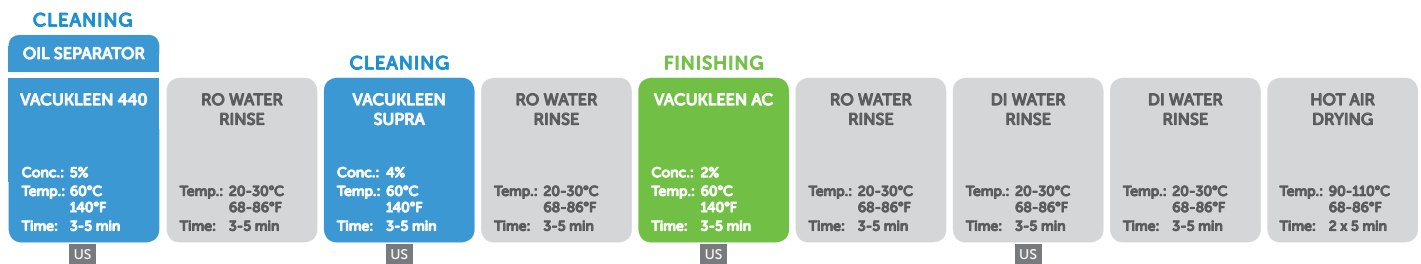 CLEANING
OIL SEPARATOR
VACUKLEEN 440
Conc.: 5%
Temp.: 60°C
140°F
Time: 3-5 min
US
RO WATER
RINSE
Temp.: 20-30°C
68-86°F
Time: 3-5 min
CLEANING
VACUKLEEN
SUPRA
Conc.: 4%
Temp.: 60°C
140°F
Time: 3-5 min
US
RO WATER
RINSE
Temp.: 20-30°C
68-86°F
Time: 3-5 min
FINISHING
VACUKLEEN AC
Conc.: 2%
Temp.: 60°C
140°F
Time: 3-5 min
US
RO WATER
RINSE
Temp.: 20-30°C
68-86°F
Time: 3-5 min
DI WATER
RINSE
Temp.: 20-30°C
68-86°F
Time: 3-5 min
US
DI WATER
RINSE
Temp.: 20-30°C
68-86°F
Time: 3-5 min
HOT AIR
DRYING
Temp.: 90-110°C
68-86°F
Time: 2 x 5 min